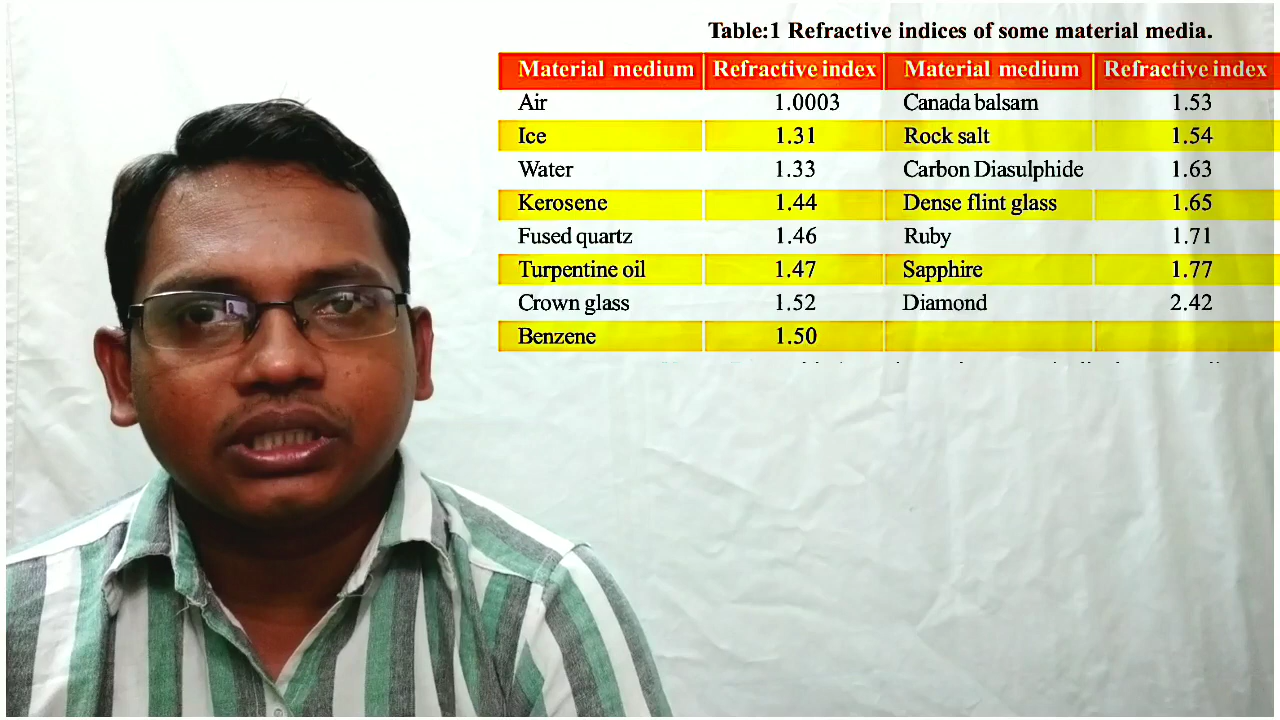 Table:1 Refractive indices of some material media.
Material medium Refractive index Material medium Refractive index
Air 1.0003 Canada balsam 1.53
Ice 1.31 Rock salt 1.54
Water 1.33 Carbon Diasulphide 1.63
Kerosene 1.44 Dense flint glass 1.65
Fused quartz 1.46 Ruby 1.71
Turpentine oil 1.47 Sapphire 1.77
Crown glass 1.52 Diamond 2.42
Benzene 1.50